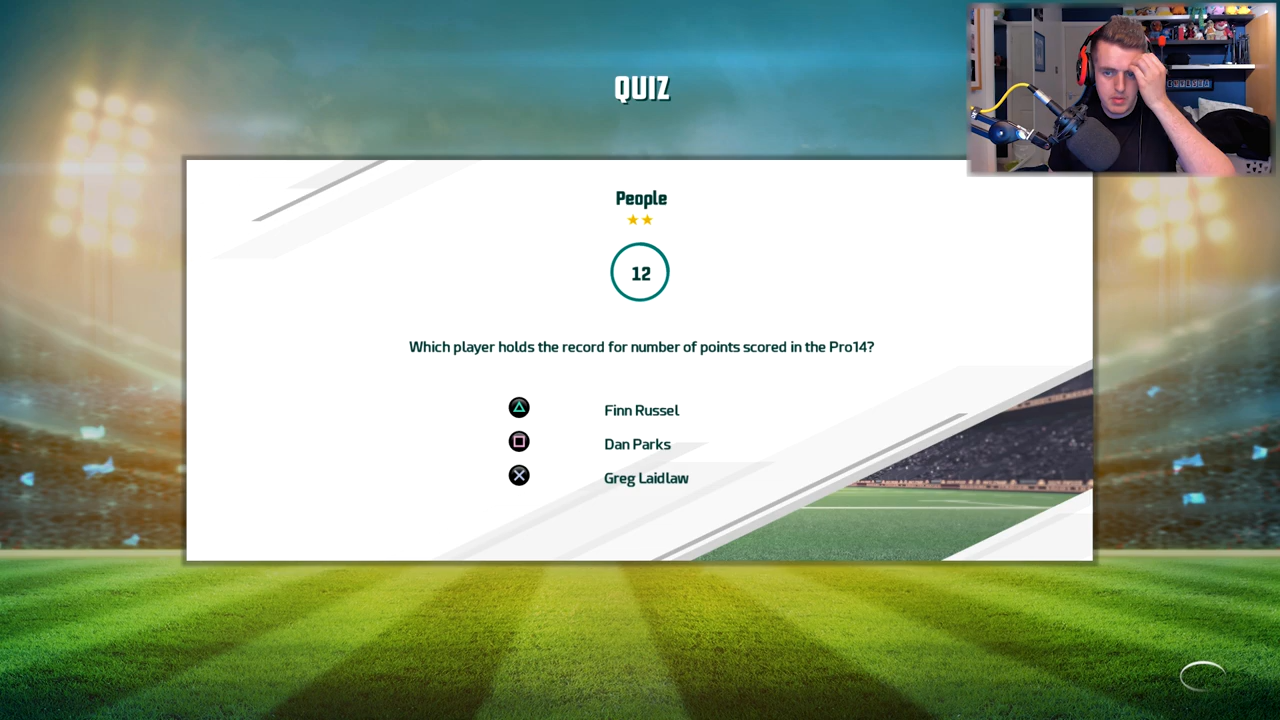 QUIZ
People
12
Which player holds the record for number of points scored in the Pro14?
Finn Russel
Dan Parks
Greg Laidlaw